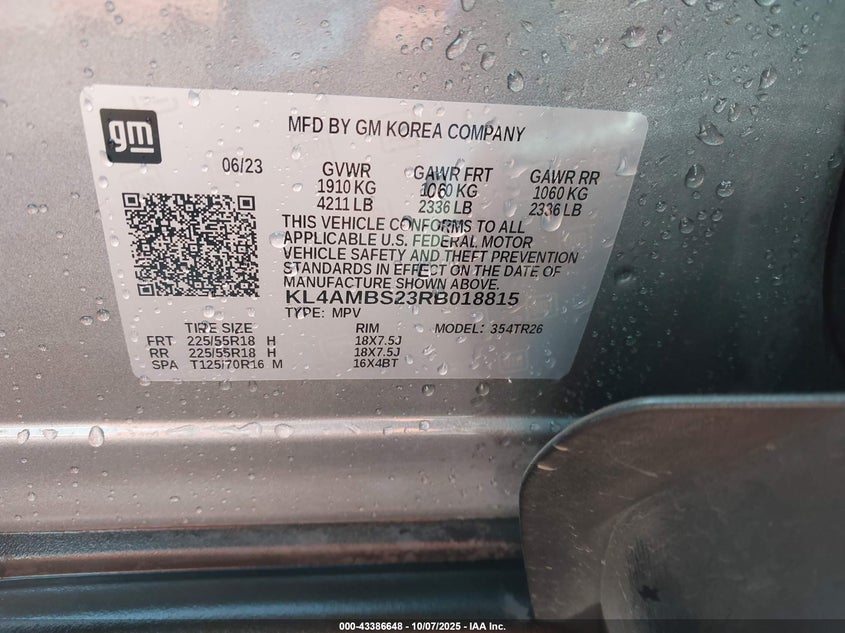 gm
MFD BY GM KOREA COMPANY
06/23
GVWR GAWR FRT GAWR RR
1910 KG 1060 KG 1060 KG
4211 LB 2336 LB 2336 LB
THIS VEHICLE CONFORMS TO ALL
APPLICABLE U.S. FEDERAL MOTOR
VEHICLE SAFETY AND THEFT PREVENTION
STANDARDS IN EFFECT ON THE DATE OF
MANUFACTURE SHOWN ABOVE.
KL4AMBS23RB018815
TYPE: MPV MODEL: 354TR26
TIRE SIZE RIM
FRT 225/55R18 H 18X7.5J
RR 225/55R18 H 18X7.5J
SPA T125/70R16 M 16X4BT
000-43386648 - 10/07/2025 - IAA Inc.